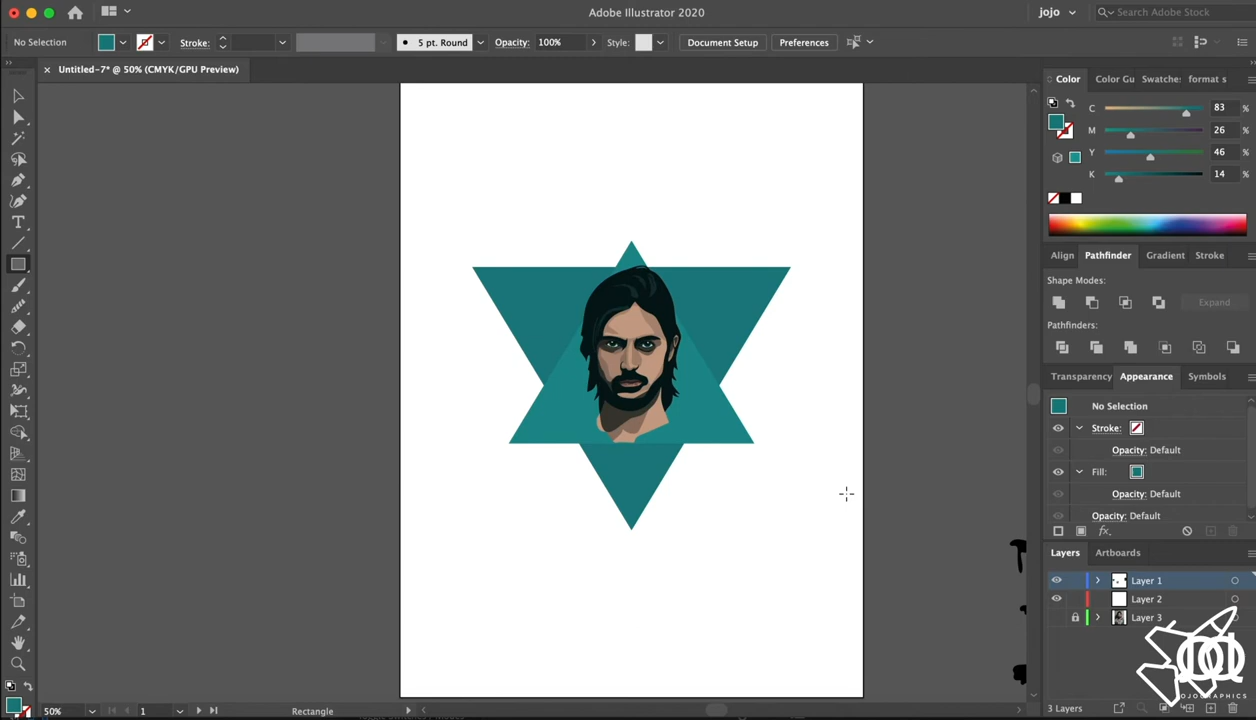 Adobe Illustrator 2020
jojo
Search Adobe Stock
No Selection
Stroke:
5 pt. Round
Opacity:
100%
Style:
Document Setup
Preferences
Untitled-7* @ 50% (CMYK/GPU Preview)
Color
Color Gu
Swatches
format s
C
83
%
M
26
%
Y
46
%
K
14
%
Align
Pathfinder
Gradient
Stroke
Shape Modes:
Expand
Pathfinders:
Transparency
Appearance
Symbols
No Selection
Stroke:
Opacity: Default
Fill:
Opacity: Default
Opacity: Default
fx
Layers
Artboards
Layer 1
Layer 2
Layer 3
OJOGRAPHICS
50%
1
Rectangle
3 Layers